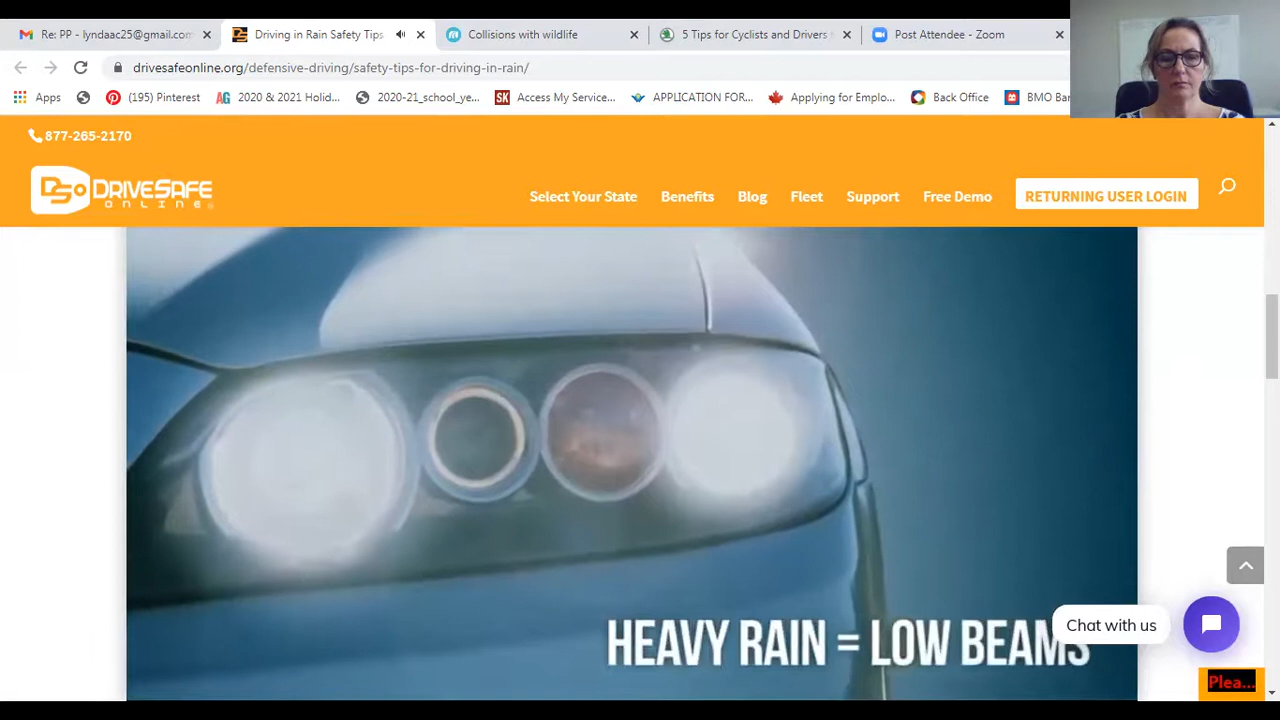 Re: PP - lyndaac25@gmail.com
Driving in Rain Safety Tips
Collisions with wildlife
5 Tips for Cyclists and Drivers t
Post Attendee - Zoom
drivesafeonline.org/defensive-driving/safety-tips-for-driving-in-rain/
Apps
(195) Pinterest
2020 & 2021 Holid...
2020-21_school_ye...
Access My Service...
APPLICATION FOR...
Applying for Emplo...
Back Office
BMO Ban
877-265-2170
DSO DRIVESAFE
ONLINE
Select Your State
Benefits
Blog
Fleet
Support
Free Demo
RETURNING USER LOGIN
HEAVY RAIN = LOW BEAMS
Chat with us
Plea...